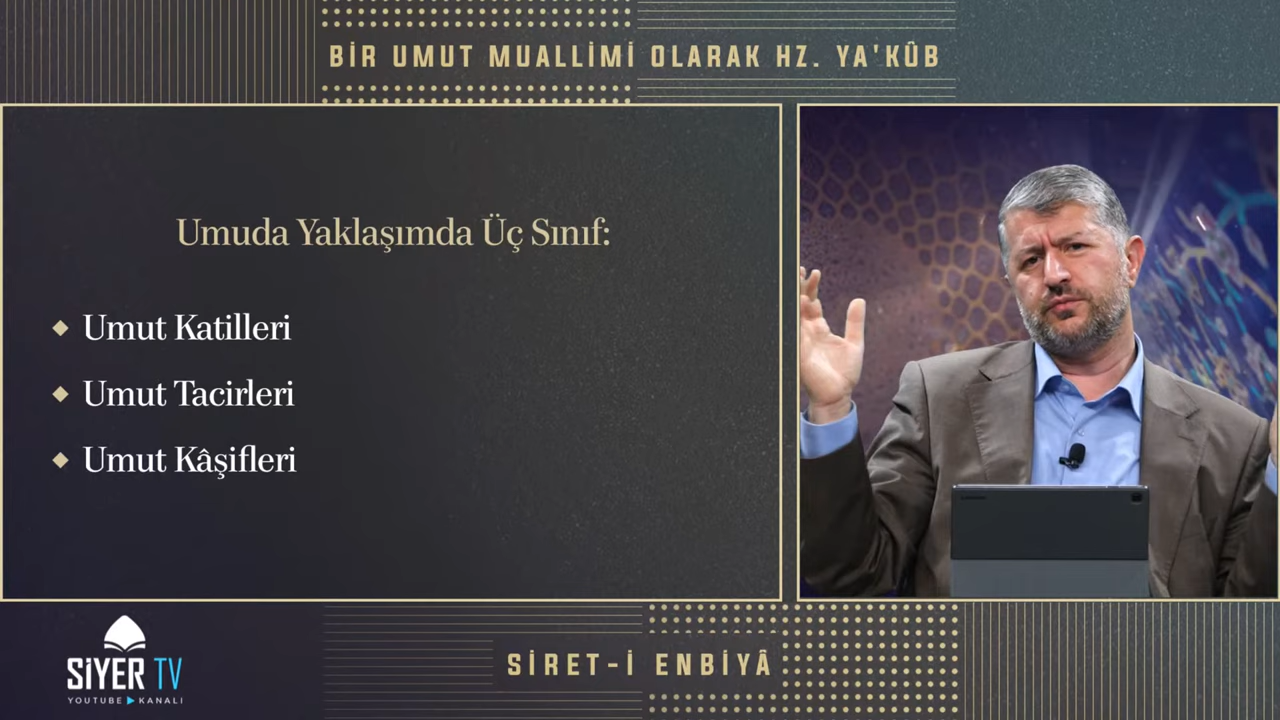 BİR UMUT MUALLİMİ OLARAK HZ. YA'KÛB
Umuda Yaklaşımda Üç Sınıf:
Umut Katilleri
Umut Tacirleri
Umut Kâşifleri
SİYER TV
YOUTUBE KANALI
SİRET-İ ENBİYÂ